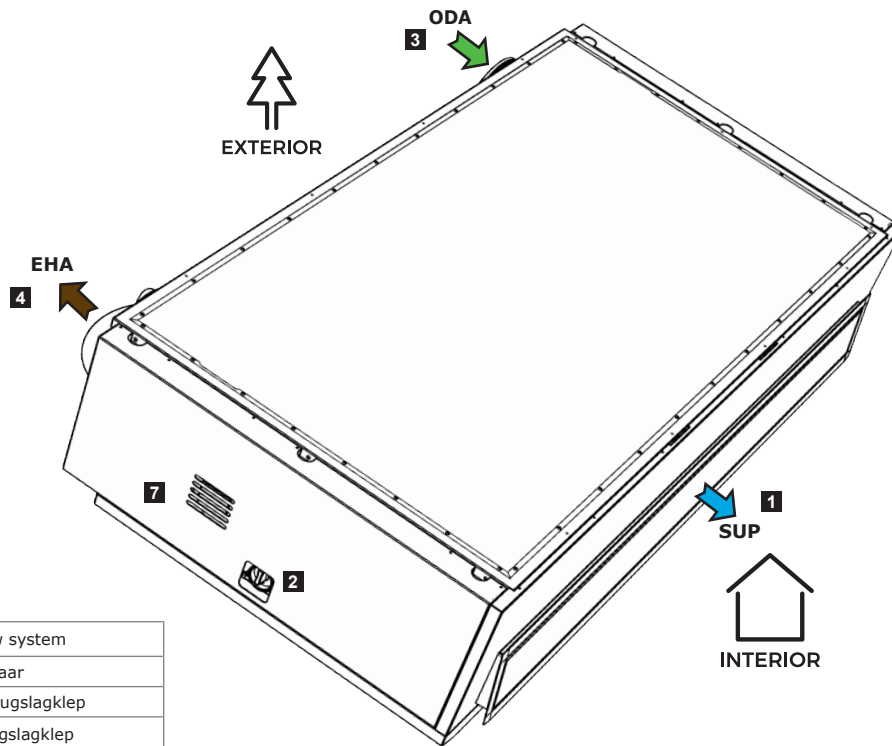 ODA
3
EXTERIOR
EHA
4
7
2
1
SUP
INTERIOR
system
aar
ugslagklep
gslagklep